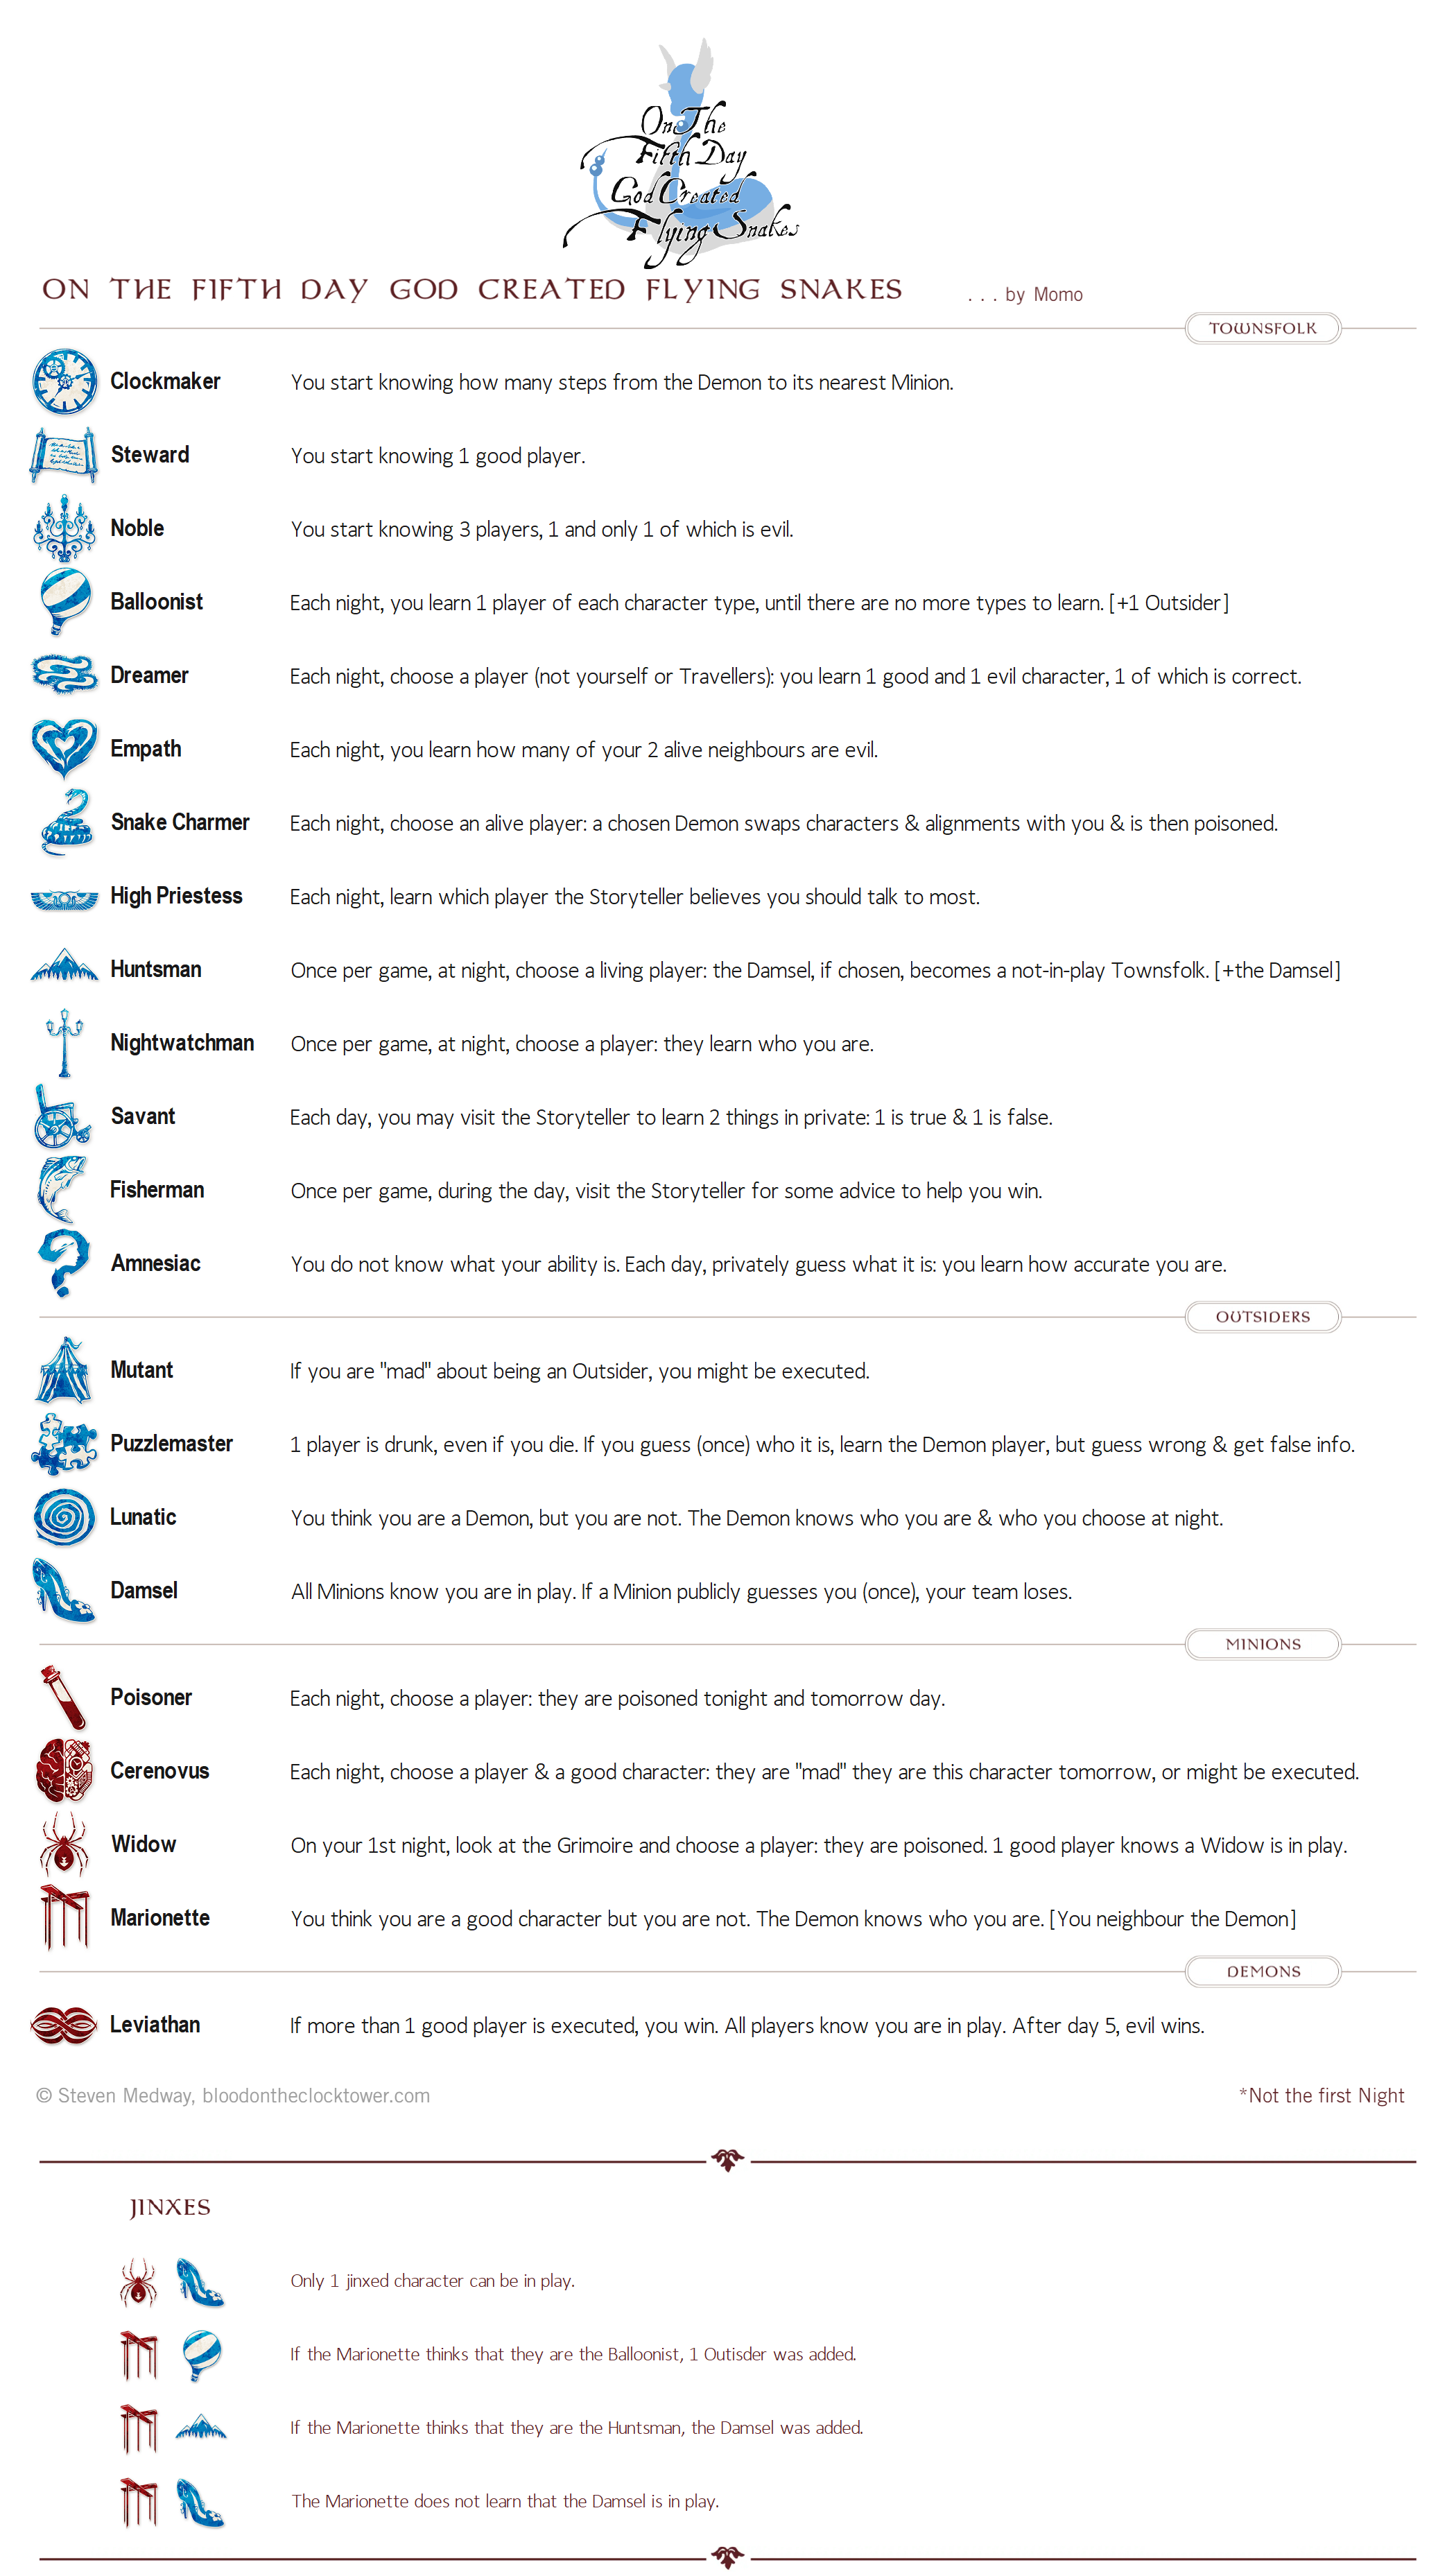 On The
Fifth Day
God Created
Flying Snakes
ON THE FIFTH DAY GOD CREATED FLYING SNAKES . . . by Momo
TOWNSFOLK
Clockmaker You start knowing how many steps from the Demon to its nearest Minion.
Steward You start knowing 1 good player.
Noble You start knowing 3 players, 1 and only 1 of which is evil.
Balloonist Each night, you learn 1 player of each character type, until there are no more types to learn. [+1 Outsider]
Dreamer Each night, choose a player (not yourself or Travellers): you learn 1 good and 1 evil character, 1 of which is correct.
Empath Each night, you learn how many of your 2 alive neighbours are evil.
Snake Charmer Each night, choose an alive player: a chosen Demon swaps characters & alignments with you & is then poisoned.
High Priestess Each night, learn which player the Storyteller believes you should talk to most.
Huntsman Once per game, at night, choose a living player: the Damsel, if chosen, becomes a not-in-play Townsfolk. [+the Damsel]
Nightwatchman Once per game, at night, choose a player: they learn who you are.
Savant Each day, you may visit the Storyteller to learn 2 things in private: 1 is true & 1 is false.
Fisherman Once per game, during the day, visit the Storyteller for some advice to help you win.
Amnesiac You do not know what your ability is. Each day, privately guess what it is: you learn how accurate you are.
OUTSIDERS
Mutant If you are "mad" about being an Outsider, you might be executed.
Puzzlemaster 1 player is drunk, even if you die. If you guess (once) who it is, learn the Demon player, but guess wrong & get false info.
Lunatic You think you are a Demon, but you are not. The Demon knows who you are & who you choose at night.
Damsel All Minions know you are in play. If a Minion publicly guesses you (once), your team loses.
MINIONS
Poisoner Each night, choose a player: they are poisoned tonight and tomorrow day.
Cerenovus Each night, choose a player & a good character: they are "mad" they are this character tomorrow, or might be executed.
Widow On your 1st night, look at the Grimoire and choose a player: they are poisoned. 1 good player knows a Widow is in play.
Marionette You think you are a good character but you are not. The Demon knows who you are. [You neighbour the Demon]
DEMONS
Leviathan If more than 1 good player is executed, you win. All players know you are in play. After day 5, evil wins.
© Steven Medway, bloodontheclocktower.com *Not the first Night
JINXES
Only 1 jinxed character can be in play.
If the Marionette thinks that they are the Balloonist, 1 Outisder was added.
If the Marionette thinks that they are the Huntsman, the Damsel was added.
The Marionette does not learn that the Damsel is in play.